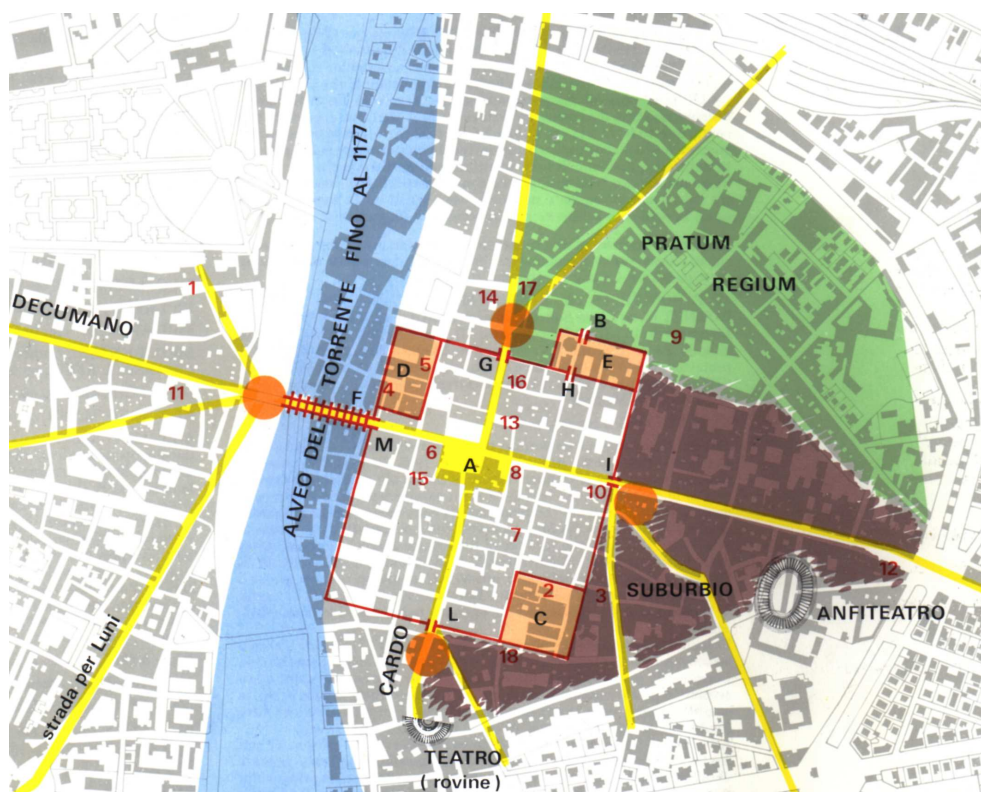 ALVEO DEL TORRENTE FINO AL 1177
PRATUM
REGIUM
1
DECUMANO
14
17
B
9
G
E
D
5
H
16
4
F
11
M
13
6
A
I
15
8
10
7
12
SUBURBIO
2
3
C
ANFITEATRO
L
CARDO
18
strada per Luni
TEATRO
( rovine )